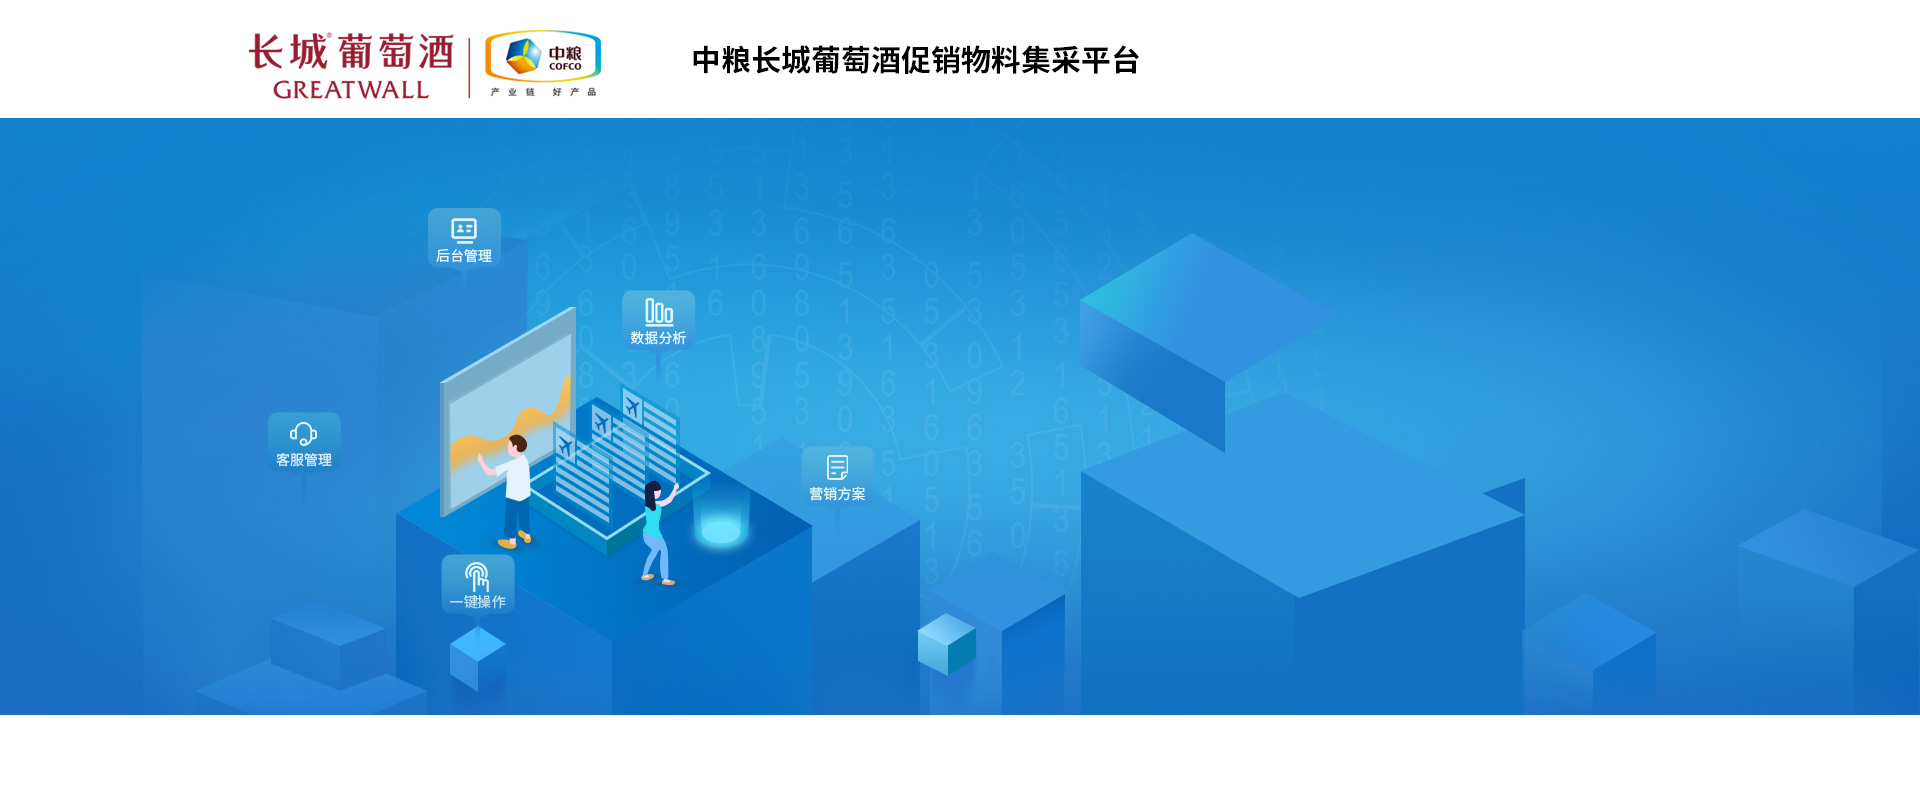 长城®葡萄酒
GREATWALL
中粮
COFCO
产业链 好产品
中粮长城葡萄酒促销物料集采平台
后台管理
数据分析
客服管理
营销方案
一键操作